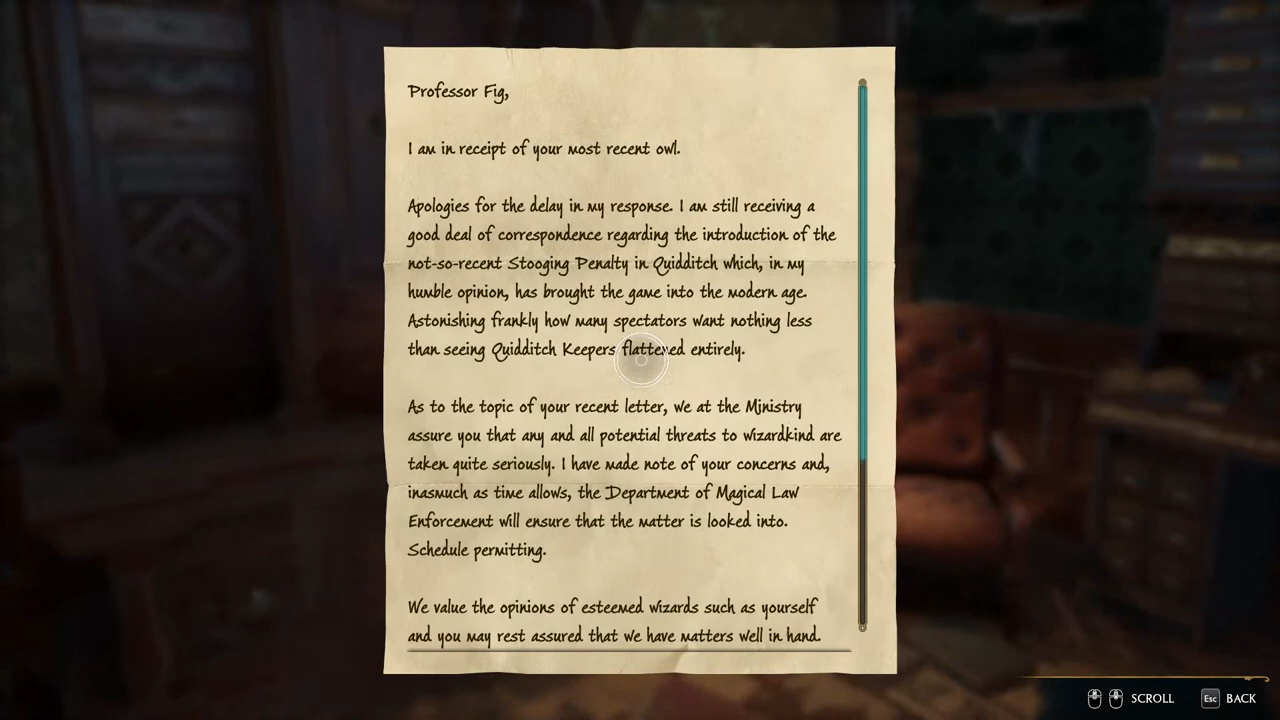 Professor Fig,
I am in receipt of your most recent owl.
Apologies for the delay in my response. I am still receiving a
good deal of correspondence regarding the introduction of the
not-so-recent Stooging Penalty in Quidditch which, in my
humble opinion, has brought the game into the modern age.
Astonishing frankly how many spectators want nothing less
than seeing Quidditch Keepers flattened entirely.
As to the topic of your recent letter, we at the Ministry
assure you that any and all potential threats to wizardkind are
taken quite seriously. I have made note of your concerns and,
inasmuch as time allows, the Department of Magical Law
Enforcement will ensure that the matter is looked into.
Schedule permitting.
We value the opinions of esteemed wizards such as yourself
and you may rest assured that we have matters well in hand.
SCROLL
Esc BACK